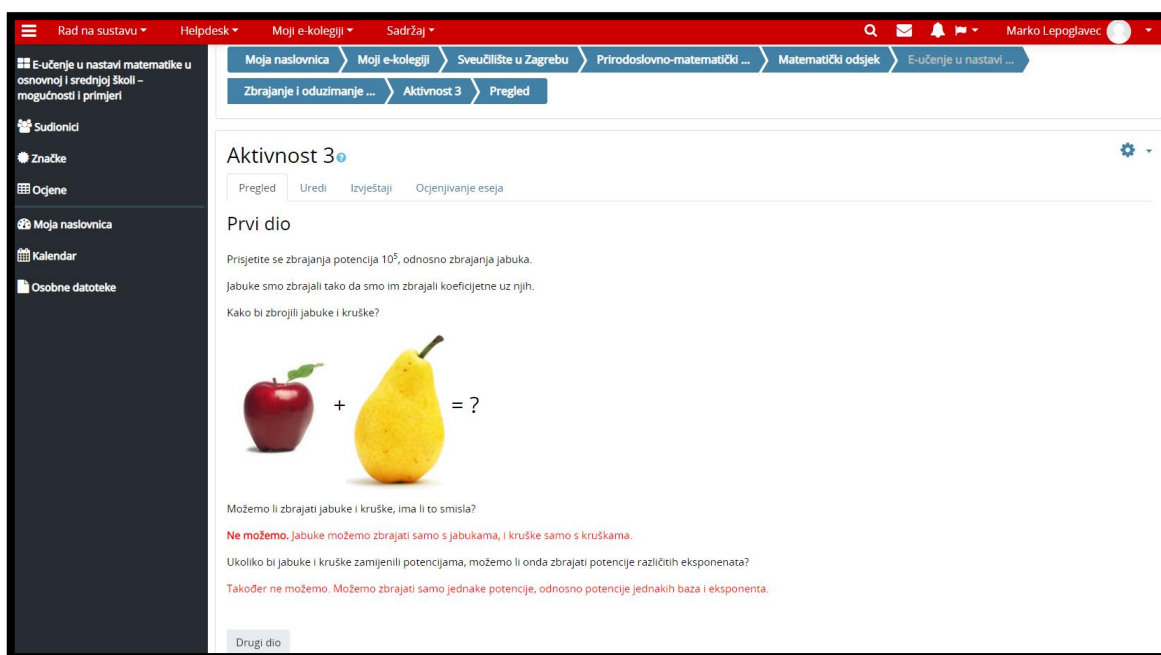 Rad na sustavu Helpdesk Moji e-kolegiji Sadržaj Marko Lepoglavec
E-učenje u nastavi matematike u
osnovnoj i srednjoj školi –
mogućnosti i primjeri
Sudionici
Značke
Ocjene
Moja naslovnica
Kalendar
Osobne datoteke
Moja naslovnica Moji e-kolegiji Sveučilište u Zagrebu Prirodoslovno-matematički ... Matematički odsjek E-učenje u nastavi ...
Zbrajanje i oduzimanje ... Aktivnost 3 Pregled
Aktivnost 3
Pregled Uredi Izvještaji Ocjenjivanje eseja
Prvi dio
Prisjetite se zbrajanja potencija 10⁵, odnosno zbrajanja jabuka.
Jabuke smo zbrajali tako da smo im zbrajali koeficijetne uz njih.
Kako bi zbrojili jabuke i kruške?
+ = ?
Možemo li zbrajati jabuke i kruške, ima li to smisla?
Ne možemo. Jabuke možemo zbrajati samo s jabukama, i kruške samo s kruškama.
Ukoliko bi jabuke i kruške zamijenili potencijama, možemo li onda zbrajati potencije različitih eksponenata?
Također ne možemo. Možemo zbrajati samo jednake potencije, odnosno potencije jednakih baza i eksponenta.
Drugi dio